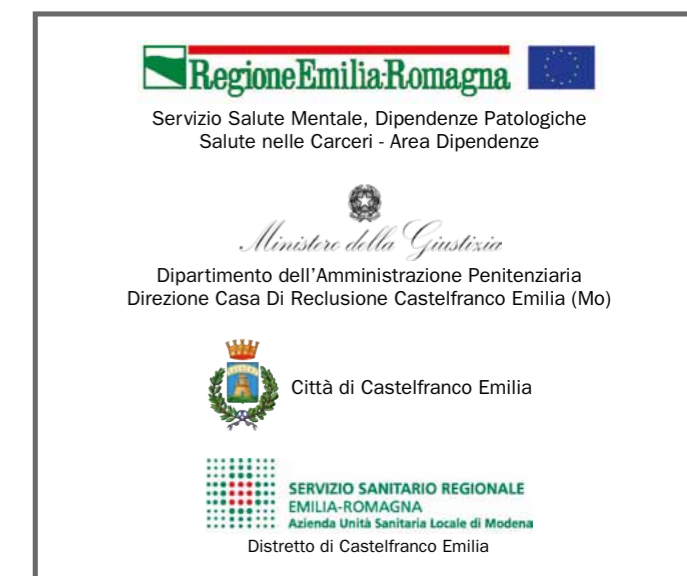 RegioneEmilia-Romagna
Servizio Salute Mentale, Dipendenze Patologiche
Salute nelle Carceri - Area Dipendenze
Ministero della Giustizia
Dipartimento dell'Amministrazione Penitenziaria
Direzione Casa Di Reclusione Castelfranco Emilia (Mo)
Città di Castelfranco Emilia
SERVIZIO SANITARIO REGIONALE
EMILIA-ROMAGNA
Azienda Unità Sanitaria Locale di Modena
Distretto di Castelfranco Emilia